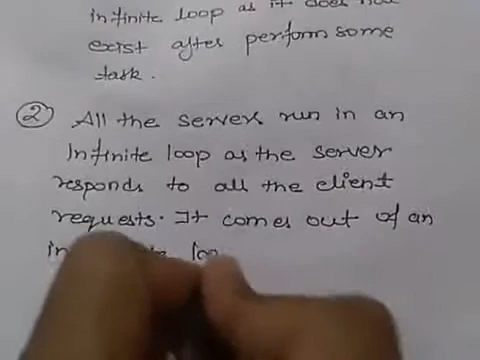 infinite loop as it does not
exist after perform some
task.
② All the servers run in an
Infinite loop as the server
responds to all the client
requests. It comes out of an